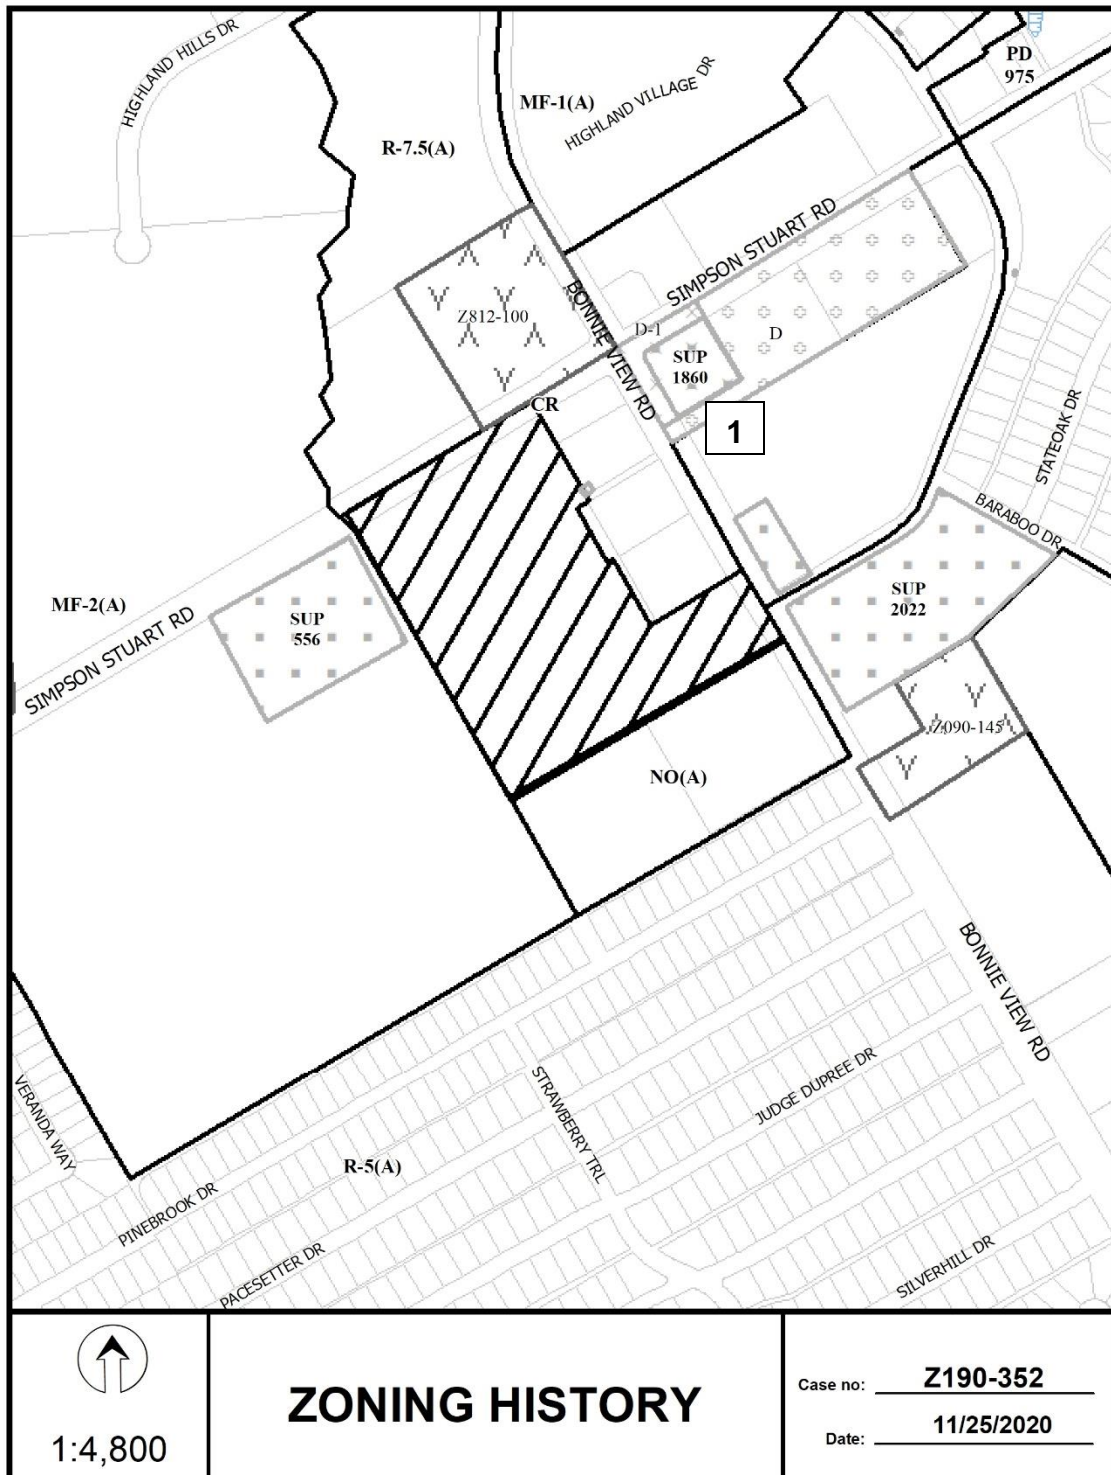 HIGHLAND HILLS DR
PD
975
MF-1(A)
HIGHLAND VILLAGE DR
R-7.5(A)
SIMPSON STUART RD
BONNIE VIEW RD
Z812-100
D-1
D
SUP
1860
CR
1
STATEOAK DR
BARABOO DR
SUP
2022
MF-2(A)
SIMPSON STUART RD
SUP
556
Z090-145
NO(A)
BONNIE VIEW RD
VERANDA WAY
STRAWBERRY TRL
JUDGE DUPREE DR
R-5(A)
PINEBROOK DR
PACESETTER DR
SILVERHILL DR
1:4,800
ZONING HISTORY
Case no: Z190-352
Date: 11/25/2020